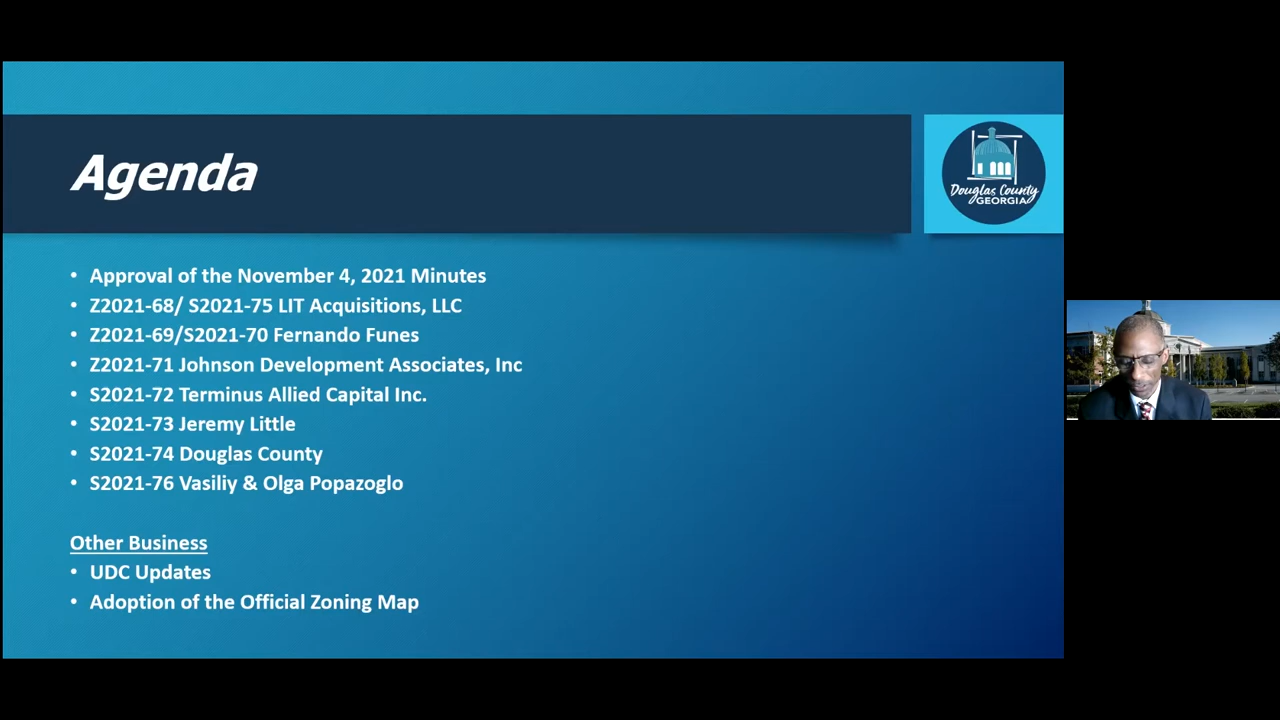 Agenda
Douglas County
GEORGIA
• Approval of the November 4, 2021 Minutes
• Z2021-68/ S2021-75 LIT Acquisitions, LLC
• Z2021-69/S2021-70 Fernando Funes
• Z2021-71 Johnson Development Associates, Inc
• S2021-72 Terminus Allied Capital Inc.
• S2021-73 Jeremy Little
• S2021-74 Douglas County
• S2021-76 Vasiliy & Olga Popazoglo
Other Business
• UDC Updates
• Adoption of the Official Zoning Map